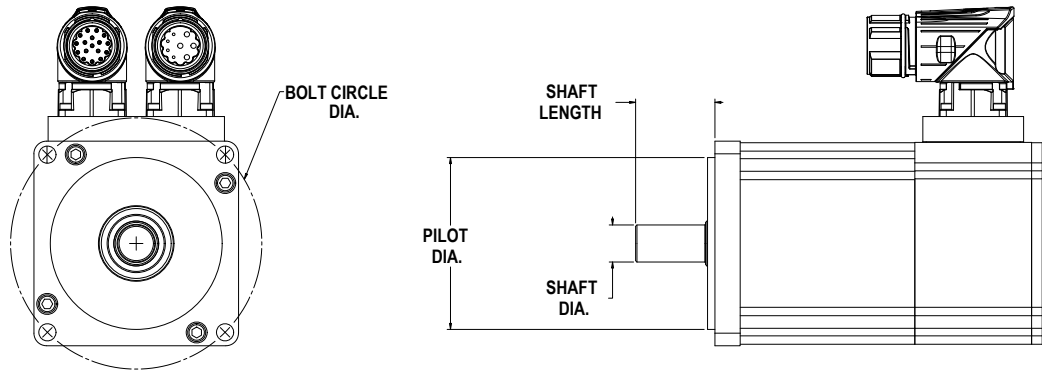 BOLT CIRCLE
DIA.
SHAFT
LENGTH
PILOT
DIA.
SHAFT
DIA.